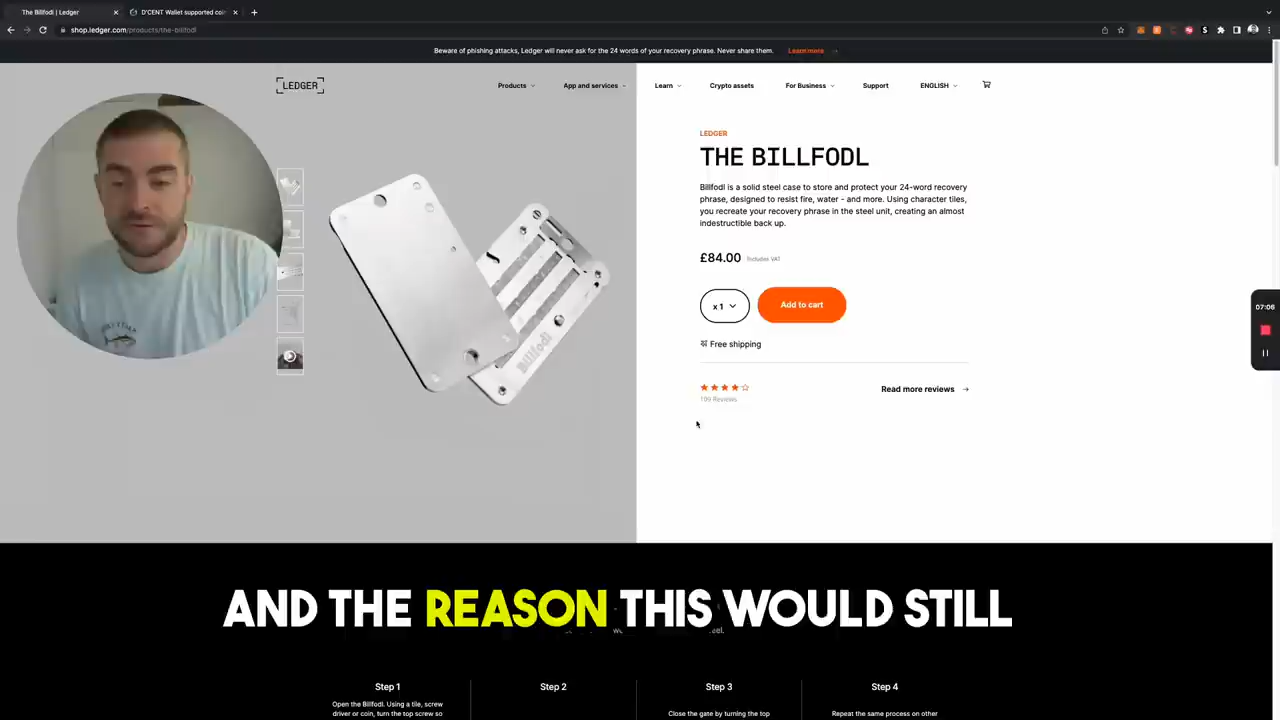 The Billfodl | Ledger
D'CENT Wallet supported coi
shop.ledger.com/products/the-billfodl
Beware of phishing attacks, Ledger will never ask for the 24 words of your recovery phrase. Never share them. Learn more →
LEDGER
Products
App and services
Learn
Crypto assets
For Business
Support
ENGLISH
LEDGER
THE BILLFODL
Billfodl is a solid steel case to store and protect your 24-word recovery
phrase, designed to resist fire, water - and more. Using character tiles,
you recreate your recovery phrase in the steel unit, creating an almost
indestructible back up.
£84.00 Includes VAT
x 1
Add to cart
Free shipping
109 Reviews
Read more reviews →
Billfodl
07:06
AND THE REASON THIS WOULD STILL
Step 1
Open the Billfodl. Using a tile, screw
driver or coin, turn the top screw so
Step 2
Step 3
Close the gate by turning the top
Step 4
Repeat the same process on other